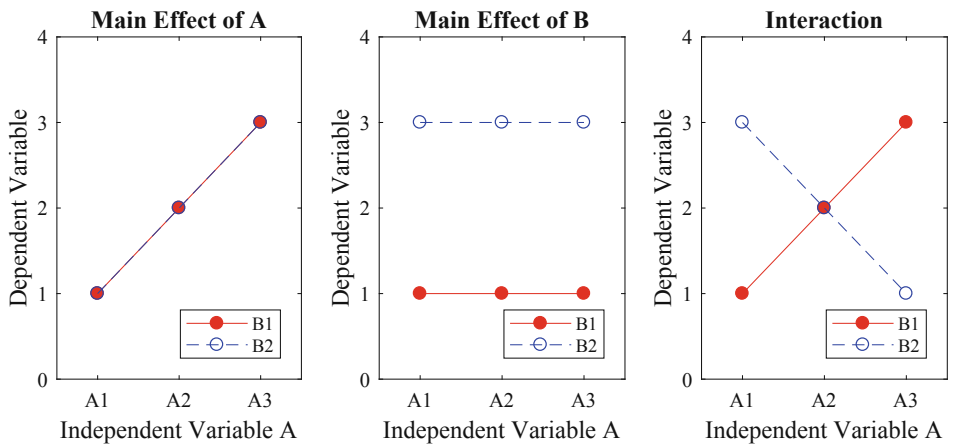 Main Effect of A
4
3
2
1
0
Dependent Variable
A1 A2 A3
Independent Variable A
B1
B2
Main Effect of B
4
3
2
1
0
Dependent Variable
A1 A2 A3
Independent Variable A
B1
B2
Interaction
4
3
2
1
0
Dependent Variable
A1 A2 A3
Independent Variable A
B1
B2